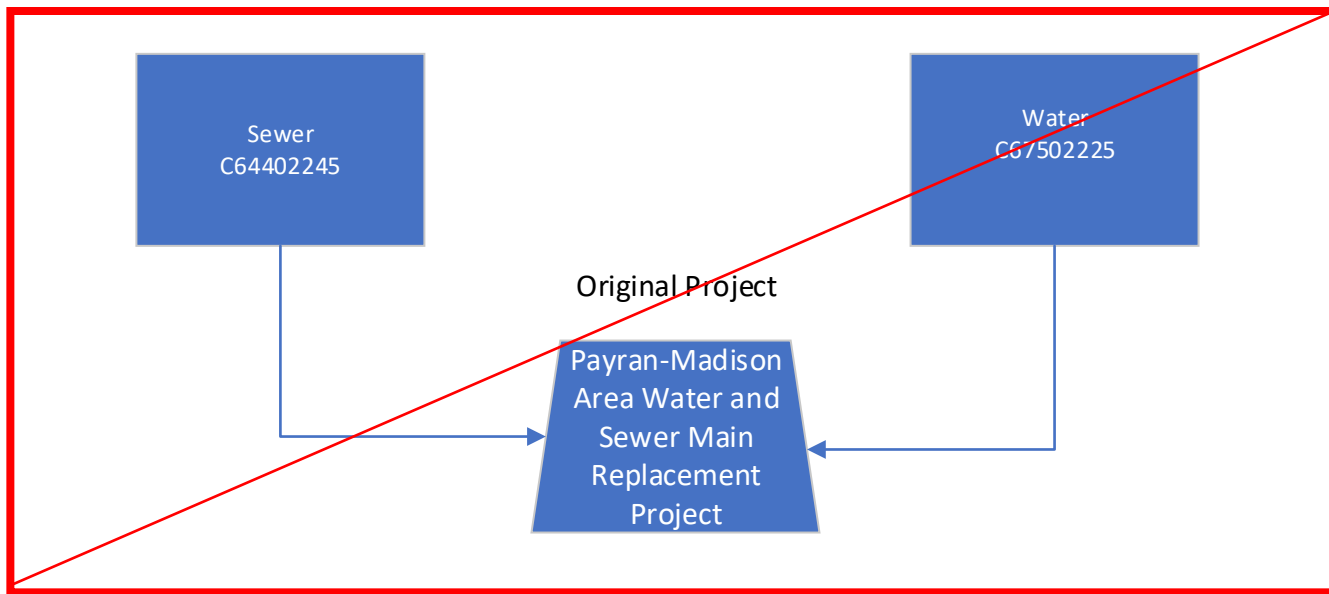 Sewer
C64402245
Water
C67502225
Original Project
Payran-Madison
Area Water and
Sewer Main
Replacement
Project